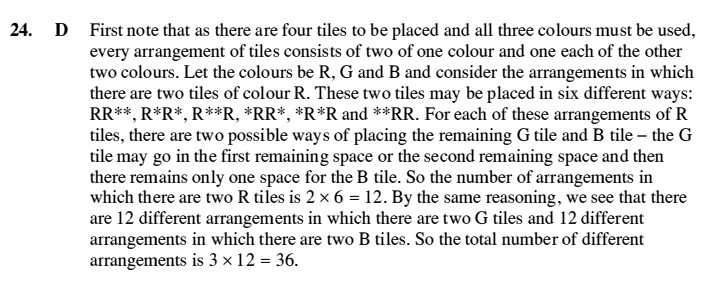 24. D First note that as there are four tiles to be placed and all three colours must be used,
every arrangement of tiles consists of two of one colour and one each of the other
two colours. Let the colours be R, G and B and consider the arrangements in which
there are two tiles of colour R. These two tiles may be placed in six different ways:
RR**, R*R*, R**R, *RR*, *R*R and **RR. For each of these arrangements of R
tiles, there are two possible ways of placing the remaining G tile and B tile – the G
tile may go in the first remaining space or the second remaining space and then
there remains only one space for the B tile. So the number of arrangements in
which there are two R tiles is 2 × 6 = 12. By the same reasoning, we see that there
are 12 different arrangements in which there are two G tiles and 12 different
arrangements in which there are two B tiles. So the total number of different
arrangements is 3 × 12 = 36.